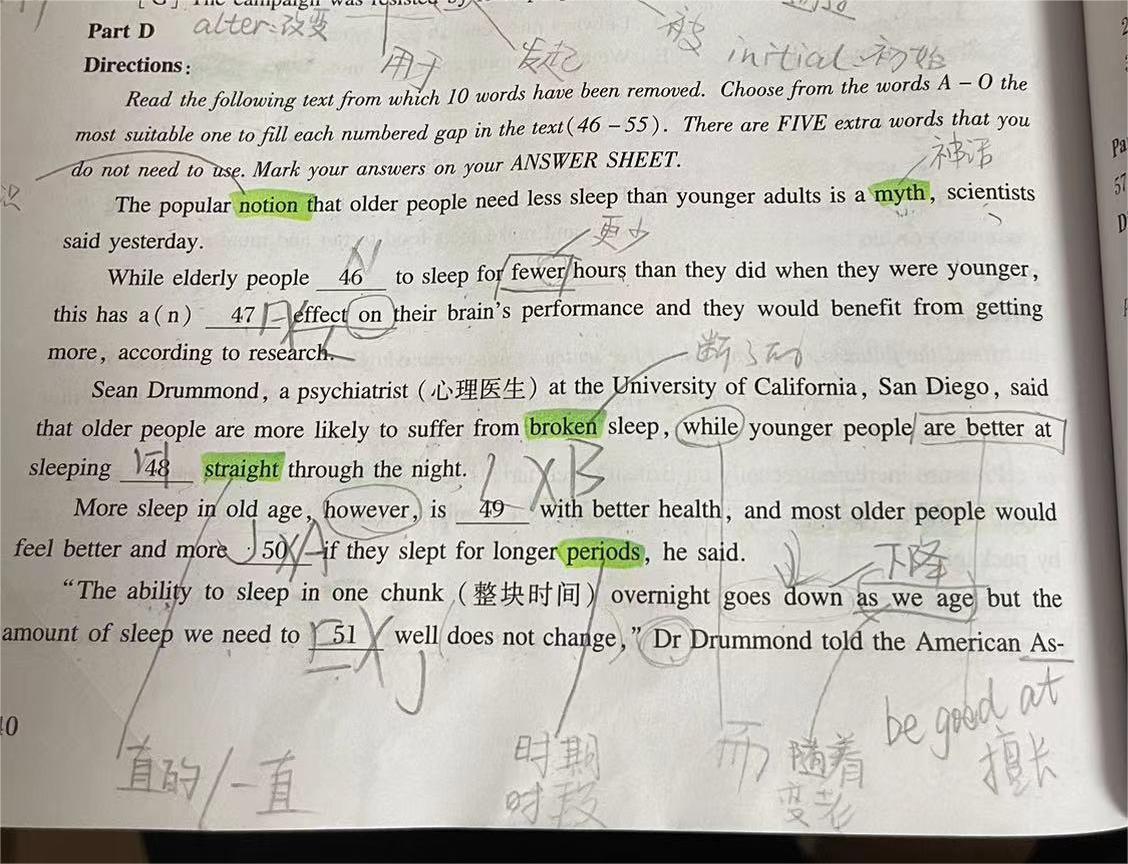 Part D alter:改变
用于 发起 被 initial 初始
Directions:
Read the following text from which 10 words have been removed. Choose from the words A – O the
most suitable one to fill each numbered gap in the text(46 – 55). There are FIVE extra words that you
do not need to use. Mark your answers on your ANSWER SHEET.
神话
The popular notion that older people need less sleep than younger adults is a myth, scientists
said yesterday.
更少
While elderly people 46 to sleep for fewer hours than they did when they were younger,
this has a(n) 47 effect on their brain's performance and they would benefit from getting
more, according to research.
Sean Drummond, a psychiatrist (心理医生) at the University of California, San Diego, said
that older people are more likely to suffer from broken sleep, while younger people are better at
sleeping 48 straight through the night.
More sleep in old age, however, is 49 with better health, and most older people would
feel better and more 50 if they slept for longer periods, he said.
下降
“The ability to sleep in one chunk (整块时间) overnight goes down as we age but the
amount of sleep we need to 51 well does not change,” Dr Drummond told the American As-
be good at
擅长
直的/一直
时期
时段
而
随着
变老